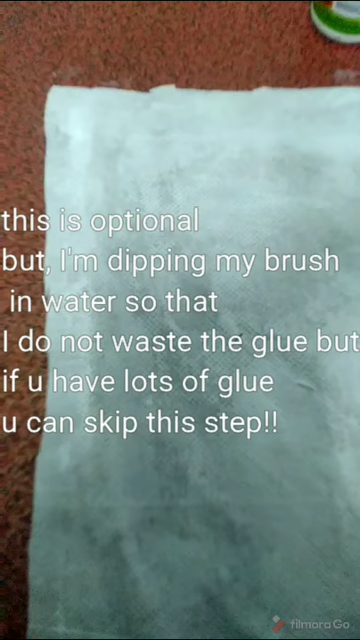 this is optional
but, I'm dipping my brush
in water so that
I do not waste the glue but
if u have lots of glue
u can skip this step!!
filmora Go